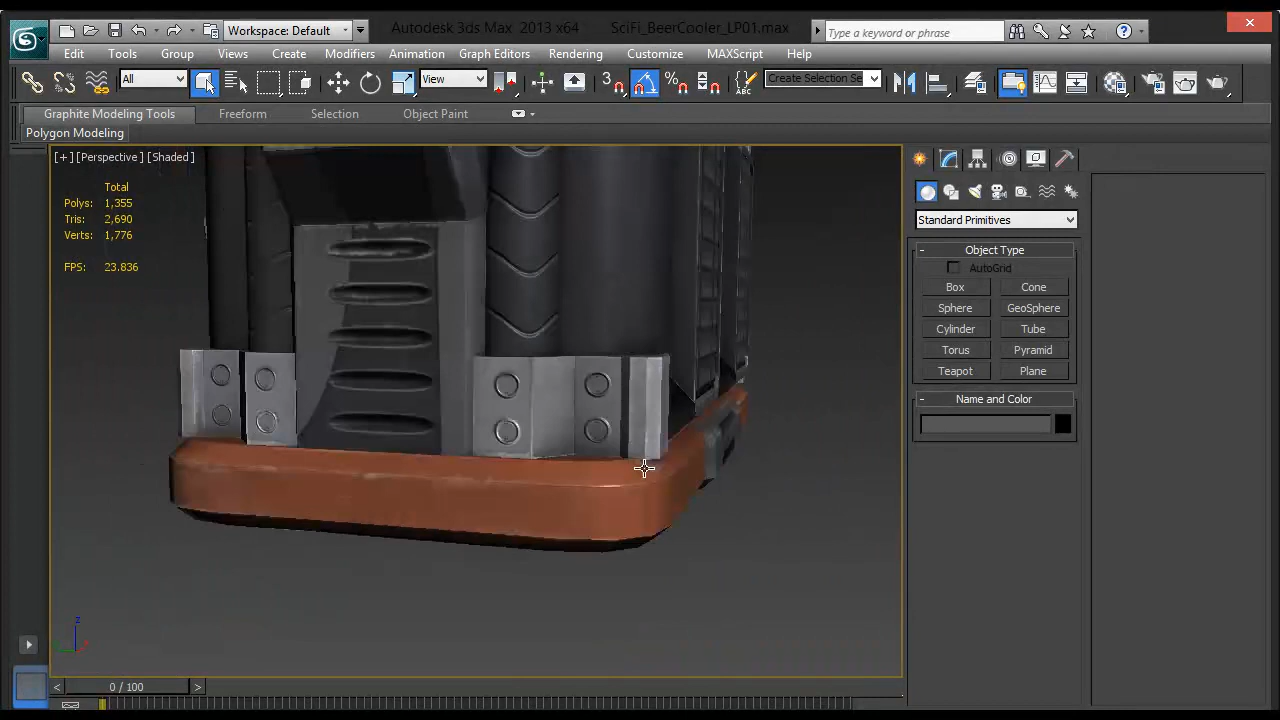 Workspace: Default
Autodesk 3ds Max 2013 x64
SciFi_BeerCooler_LP01.max
Type a keyword or phrase
Edit Tools Group Views Create Modifiers Animation Graph Editors Rendering Customize MAXScript Help
All
View
3
Create Selection Se
Graphite Modeling Tools
Freeform
Selection
Object Paint
Polygon Modeling
[+] [Perspective] [Shaded]
Total
Polys: 1,355
Tris: 2,690
Verts: 1,776
FPS: 23.836
Standard Primitives
- Object Type
AutoGrid
Box Cone
Sphere GeoSphere
Cylinder Tube
Torus Pyramid
Teapot Plane
- Name and Color
z
< 0 / 100 >